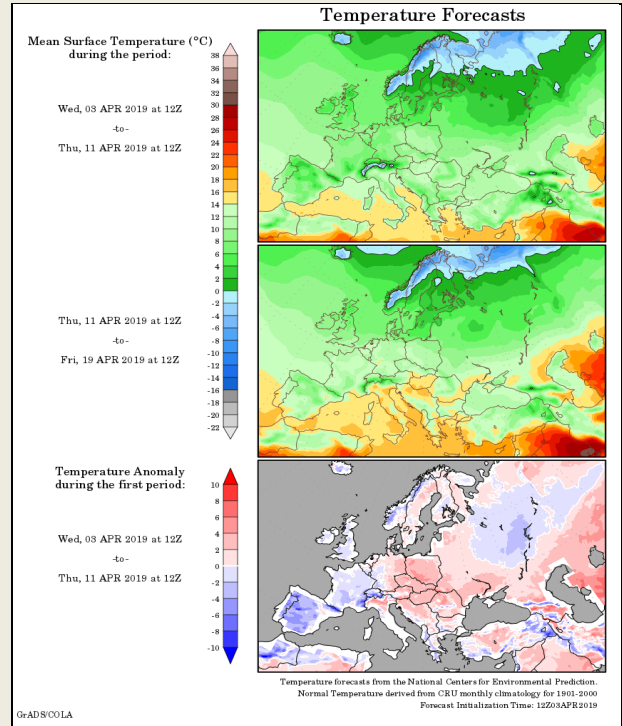 Temperature Forecasts
Mean Surface Temperature (°C)
during the period:
Wed, 03 APR 2019 at 12Z
-to-
Thu, 11 APR 2019 at 12Z
38
36
34
32
30
28
26
24
22
20
18
16
14
12
10
8
6
4
2
0
-2
-4
-6
-8
-10
-12
-14
-16
-18
-20
-22
Thu, 11 APR 2019 at 12Z
-to-
Fri, 19 APR 2019 at 12Z
Temperature Anomaly
during the first period:
Wed, 03 APR 2019 at 12Z
-to-
Thu, 11 APR 2019 at 12Z
10
8
6
4
2
0
-2
-4
-6
-8
-10
Temperature forecasts from the National Centers for Environmental Prediction.
Normal Temperature derived from CRU monthly climatology for 1901-2000
Forecast Initialization Time: 12Z03APR2019
GrADS/COLA